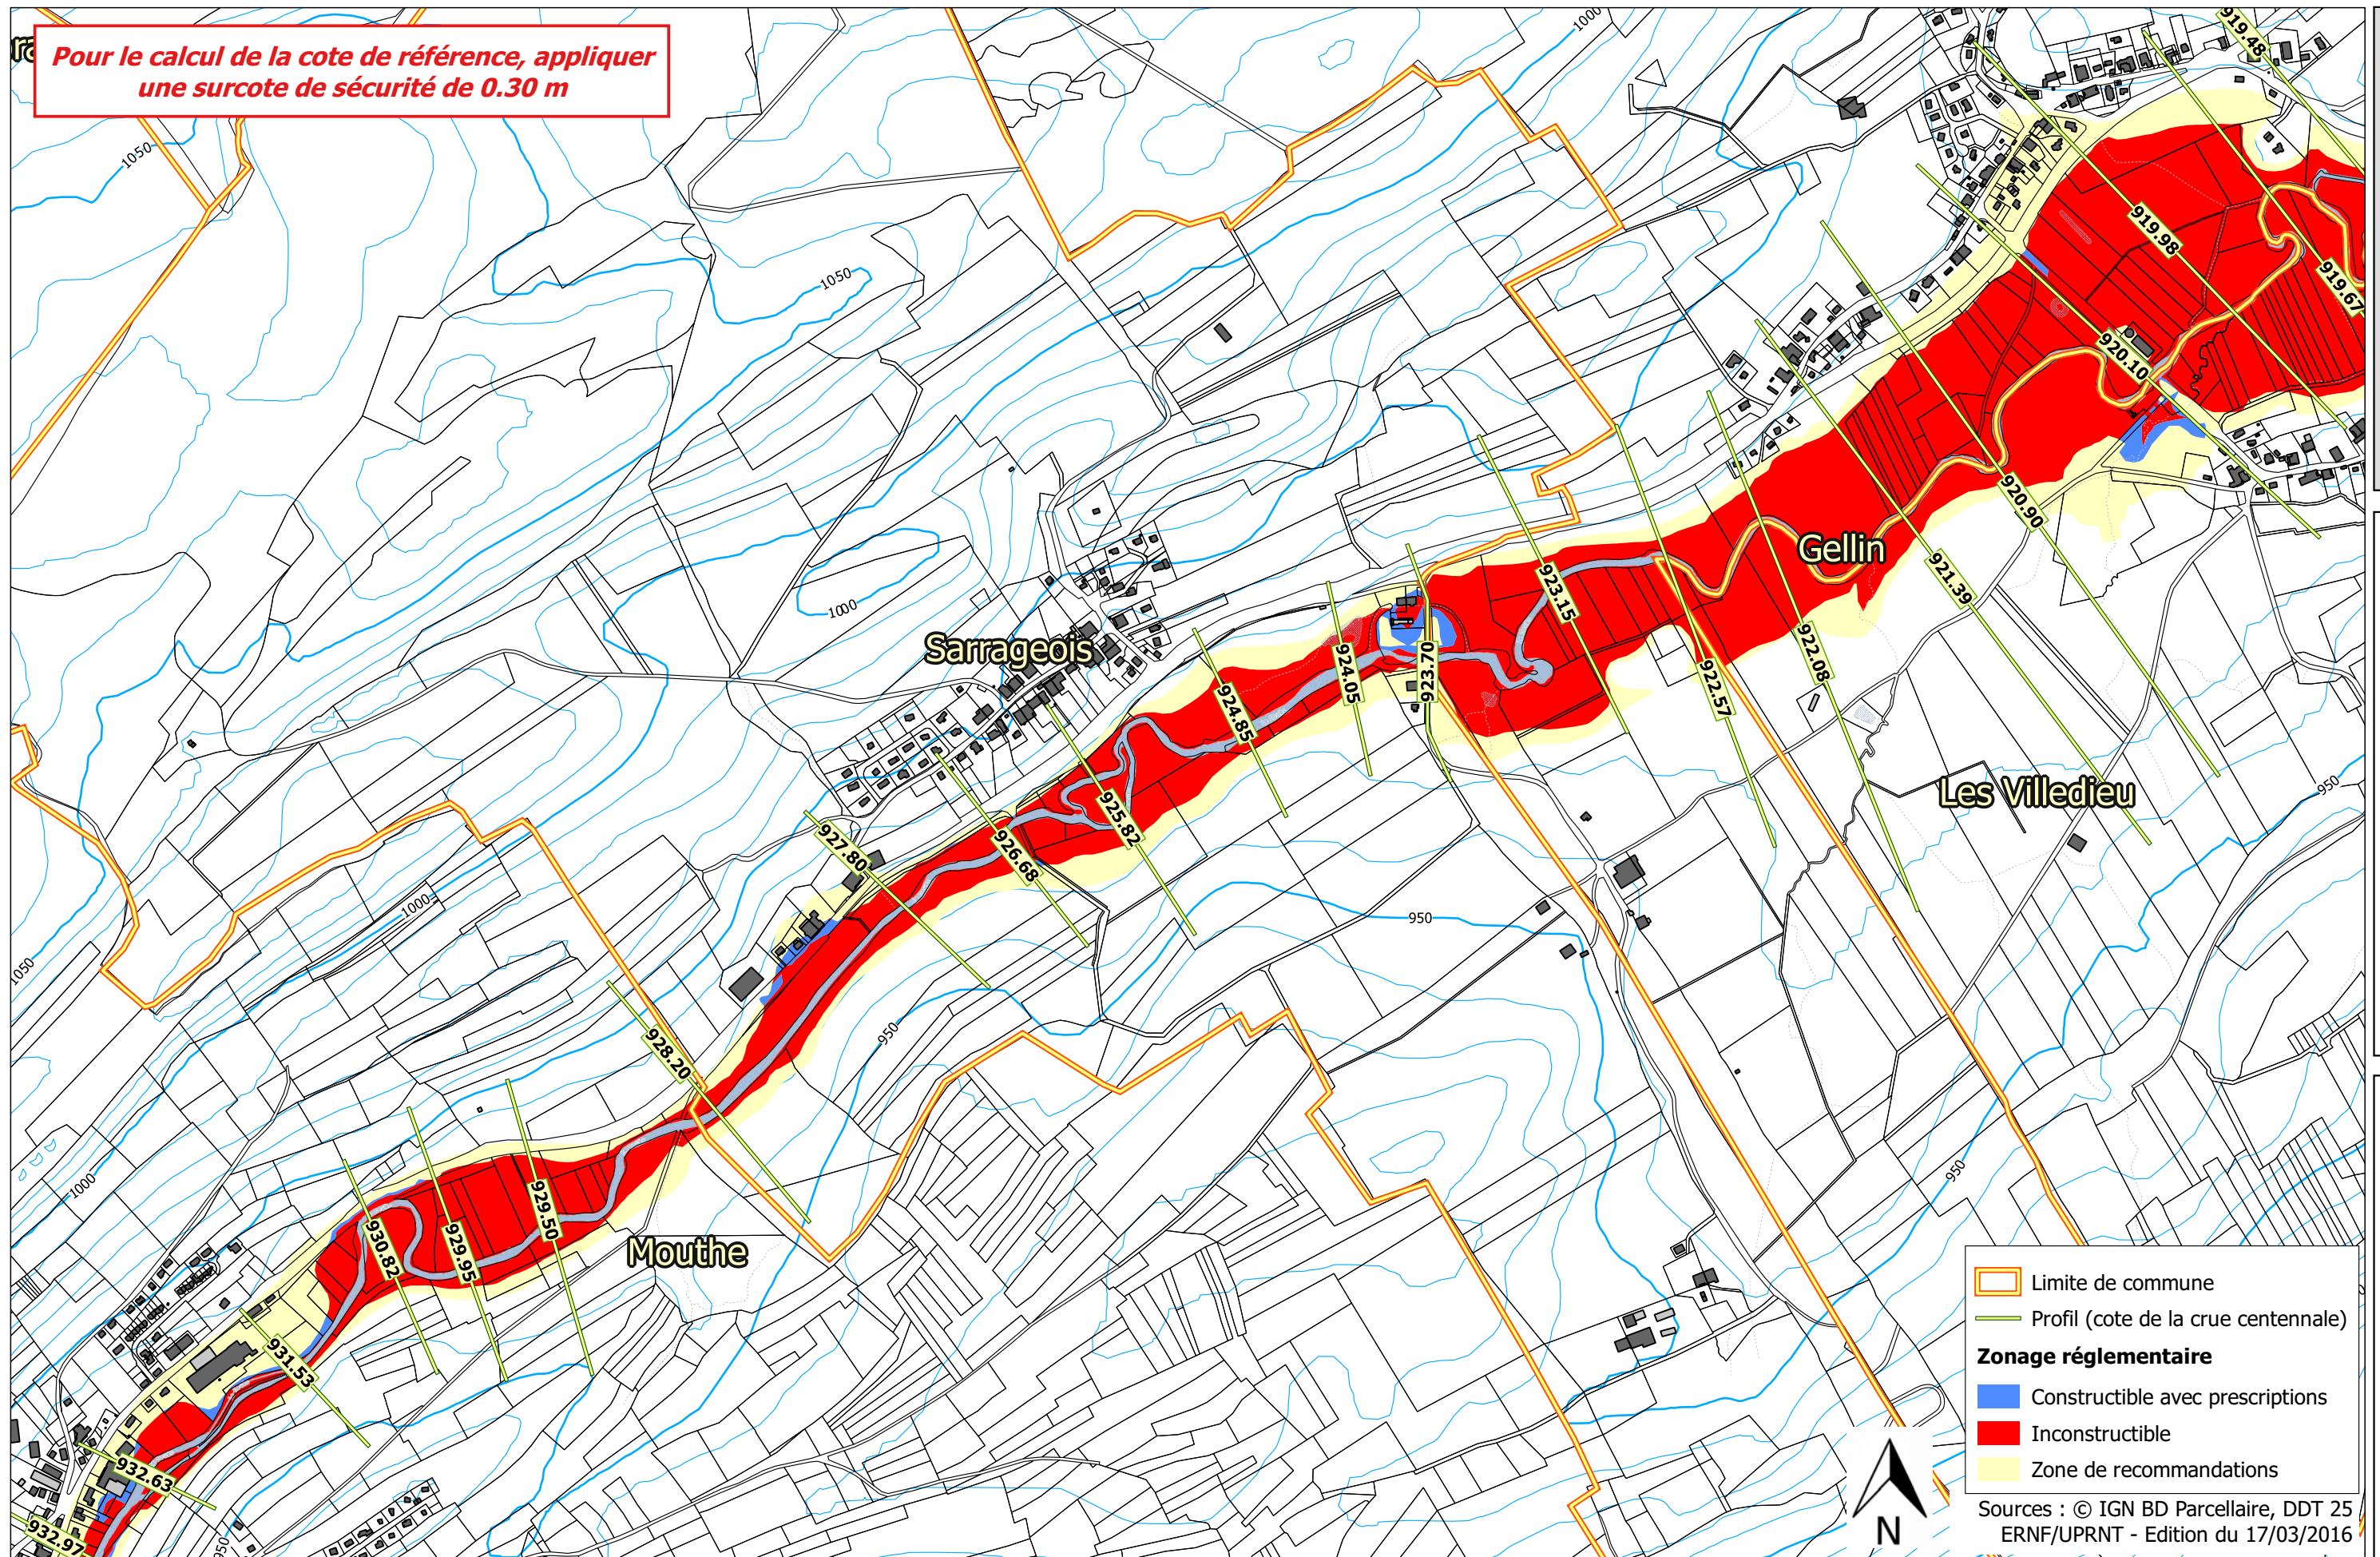 Pour le calcul de la cote de référence, appliquer
une surcote de sécurité de 0.30 m
1050
1000
919.48
1050
919.98
919.67
920.10
1000
920.90
Gellin
921.39
923.15
Sarrageois
922.08
924.05
923.70
922.57
924.85
Les Villedieu
950
925.82
927.80
926.68
1000
950
1050
950
928.20
1000
950
929.50
930.82
929.95
Mouthe
931.53
932.63
932.97
950
Limite de commune
Profil (cote de la crue centennale)
Zonage réglementaire
Constructible avec prescriptions
Inconstructible
Zone de recommandations
N
Sources : © IGN BD Parcellaire, DDT 25
ERNF/UPRNT - Edition du 17/03/2016